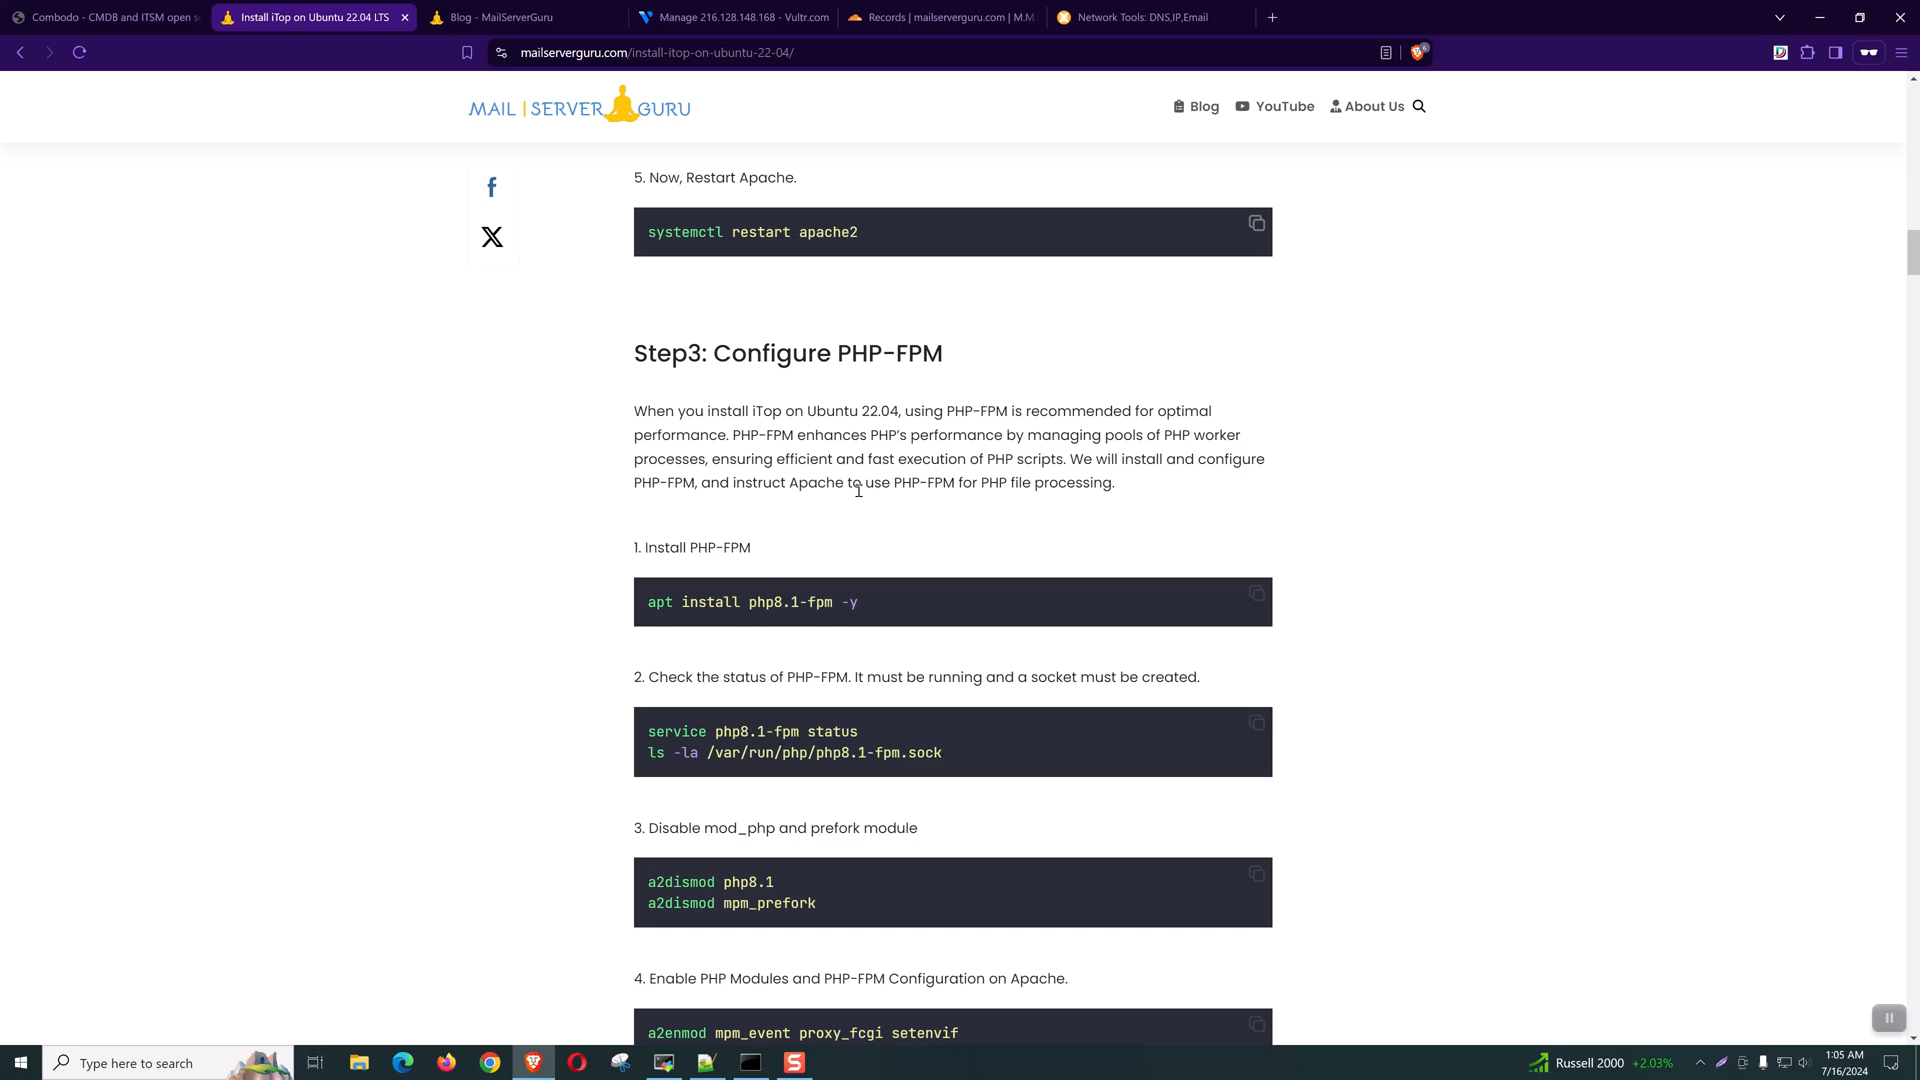 Combodo - CMDB and ITSM open s
Install iTop on Ubuntu 22.04 LTS
Blog - MailServerGuru
Manage 216.128.148.168 - Vultr.com
Records | mailserverguru.com | M.M.
Network Tools: DNS,IP,Email
mailserverguru.com/install-itop-on-ubuntu-22-04/
MAIL | SERVER GURU
Blog
YouTube
About Us
5. Now, Restart Apache.
systemctl restart apache2
Step3: Configure PHP-FPM
When you install iTop on Ubuntu 22.04, using PHP-FPM is recommended for optimal
performance. PHP-FPM enhances PHP’s performance by managing pools of PHP worker
processes, ensuring efficient and fast execution of PHP scripts. We will install and configure
PHP-FPM, and instruct Apache to use PHP-FPM for PHP file processing.
1. Install PHP-FPM
apt install php8.1-fpm -y
2. Check the status of PHP-FPM. It must be running and a socket must be created.
service php8.1-fpm status
ls -la /var/run/php/php8.1-fpm.sock
3. Disable mod_php and prefork module
a2dismod php8.1
a2dismod mpm_prefork
4. Enable PHP Modules and PHP-FPM Configuration on Apache.
a2enmod mpm_event proxy_fcgi setenvif
Type here to search
Russell 2000 +2.03%
1:05 AM
7/16/2024